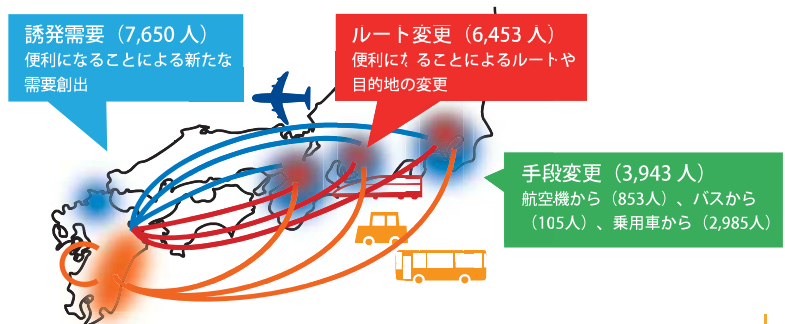 誘発需要（7,650 人）
便利になることによる新たな
需要創出
ルート変更（6,453 人）
便利になることによるルートや
目的地の変更
手段変更（3,943 人）
航空機から（853人）、バスから
（105人）、乗用車から（2,985人）